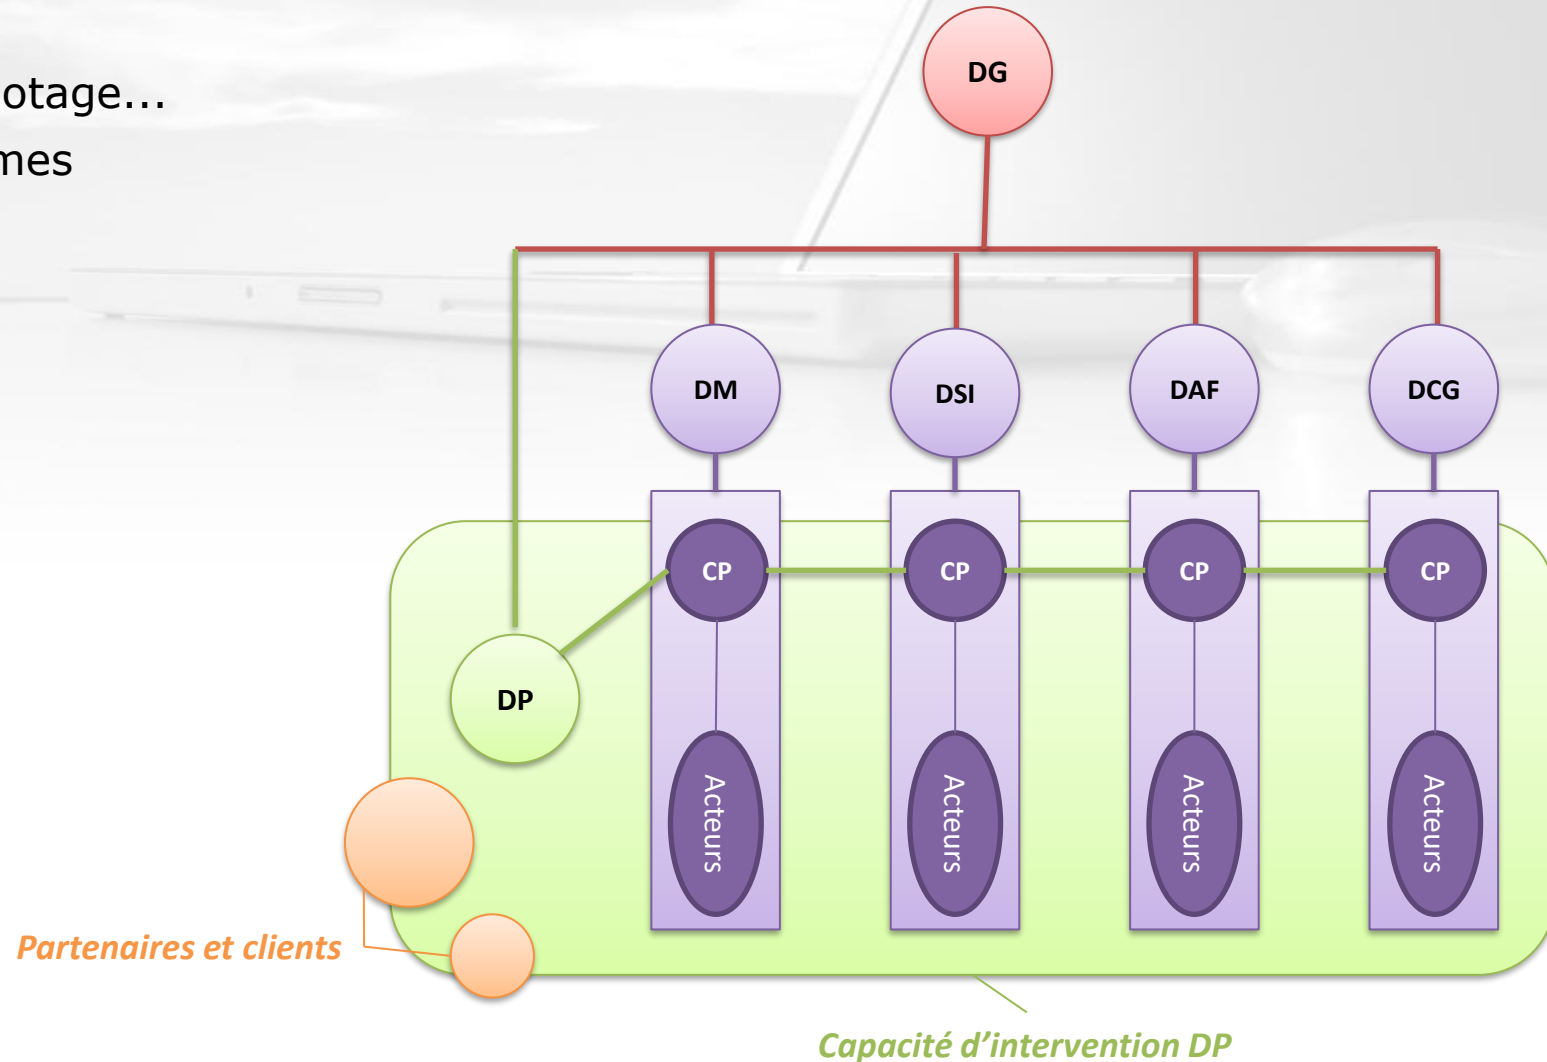 otage...
mes
DG
DM
DSI
DAF
DCG
CP
CP
CP
CP
DP
Acteurs
Acteurs
Acteurs
Acteurs
Partenaires et clients
Capacité d’intervention DP